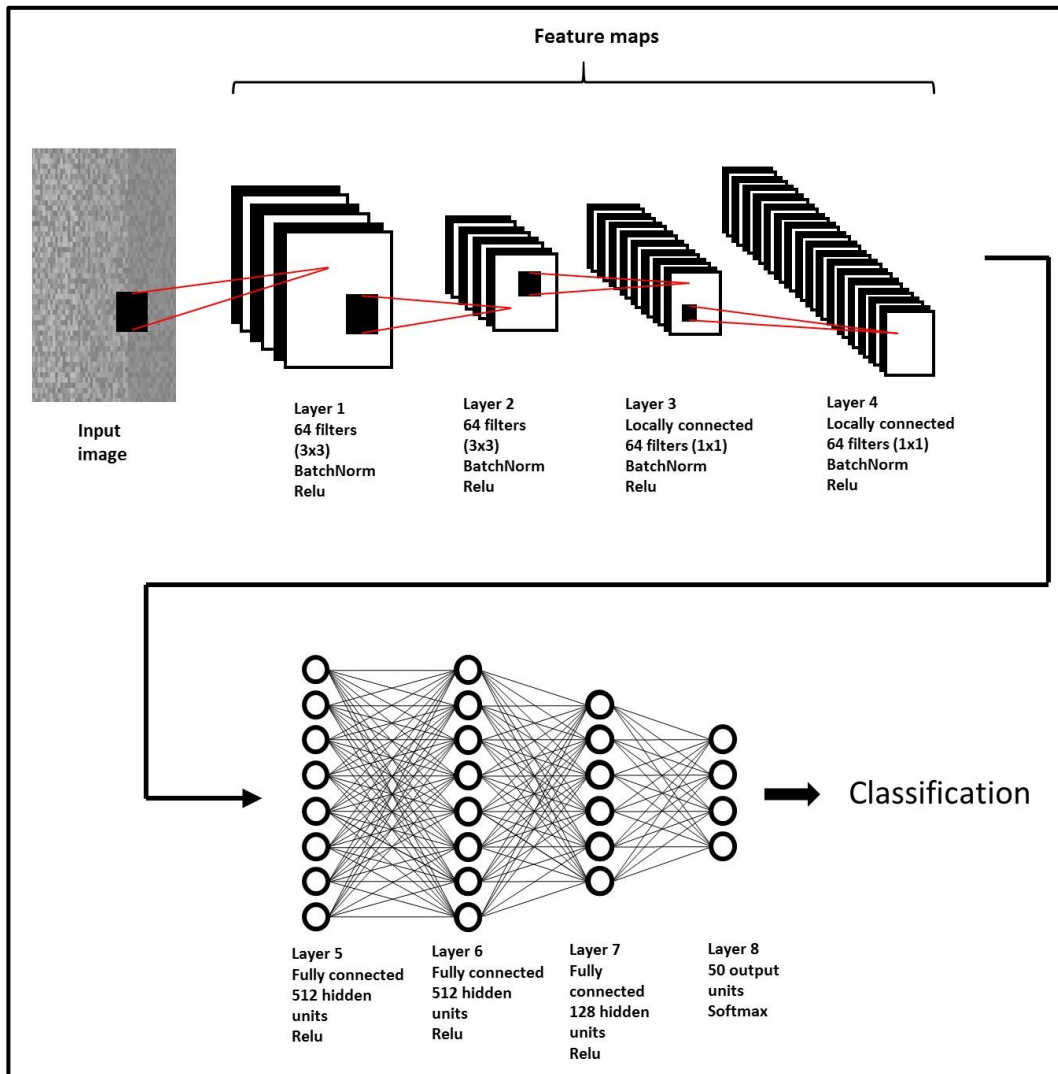 Feature maps
Input
image
Layer 1
64 filters
(3x3)
BatchNorm
Relu
Layer 2
64 filters
(3x3)
BatchNorm
Relu
Layer 3
Locally connected
64 filters (1x1)
BatchNorm
Relu
Layer 4
Locally connected
64 filters (1x1)
BatchNorm
Relu
Classification
Layer 5
Fully connected
512 hidden
units
Relu
Layer 6
Fully connected
512 hidden
units
Relu
Layer 7
Fully
connected
128 hidden
units
Relu
Layer 8
50 output
units
Softmax